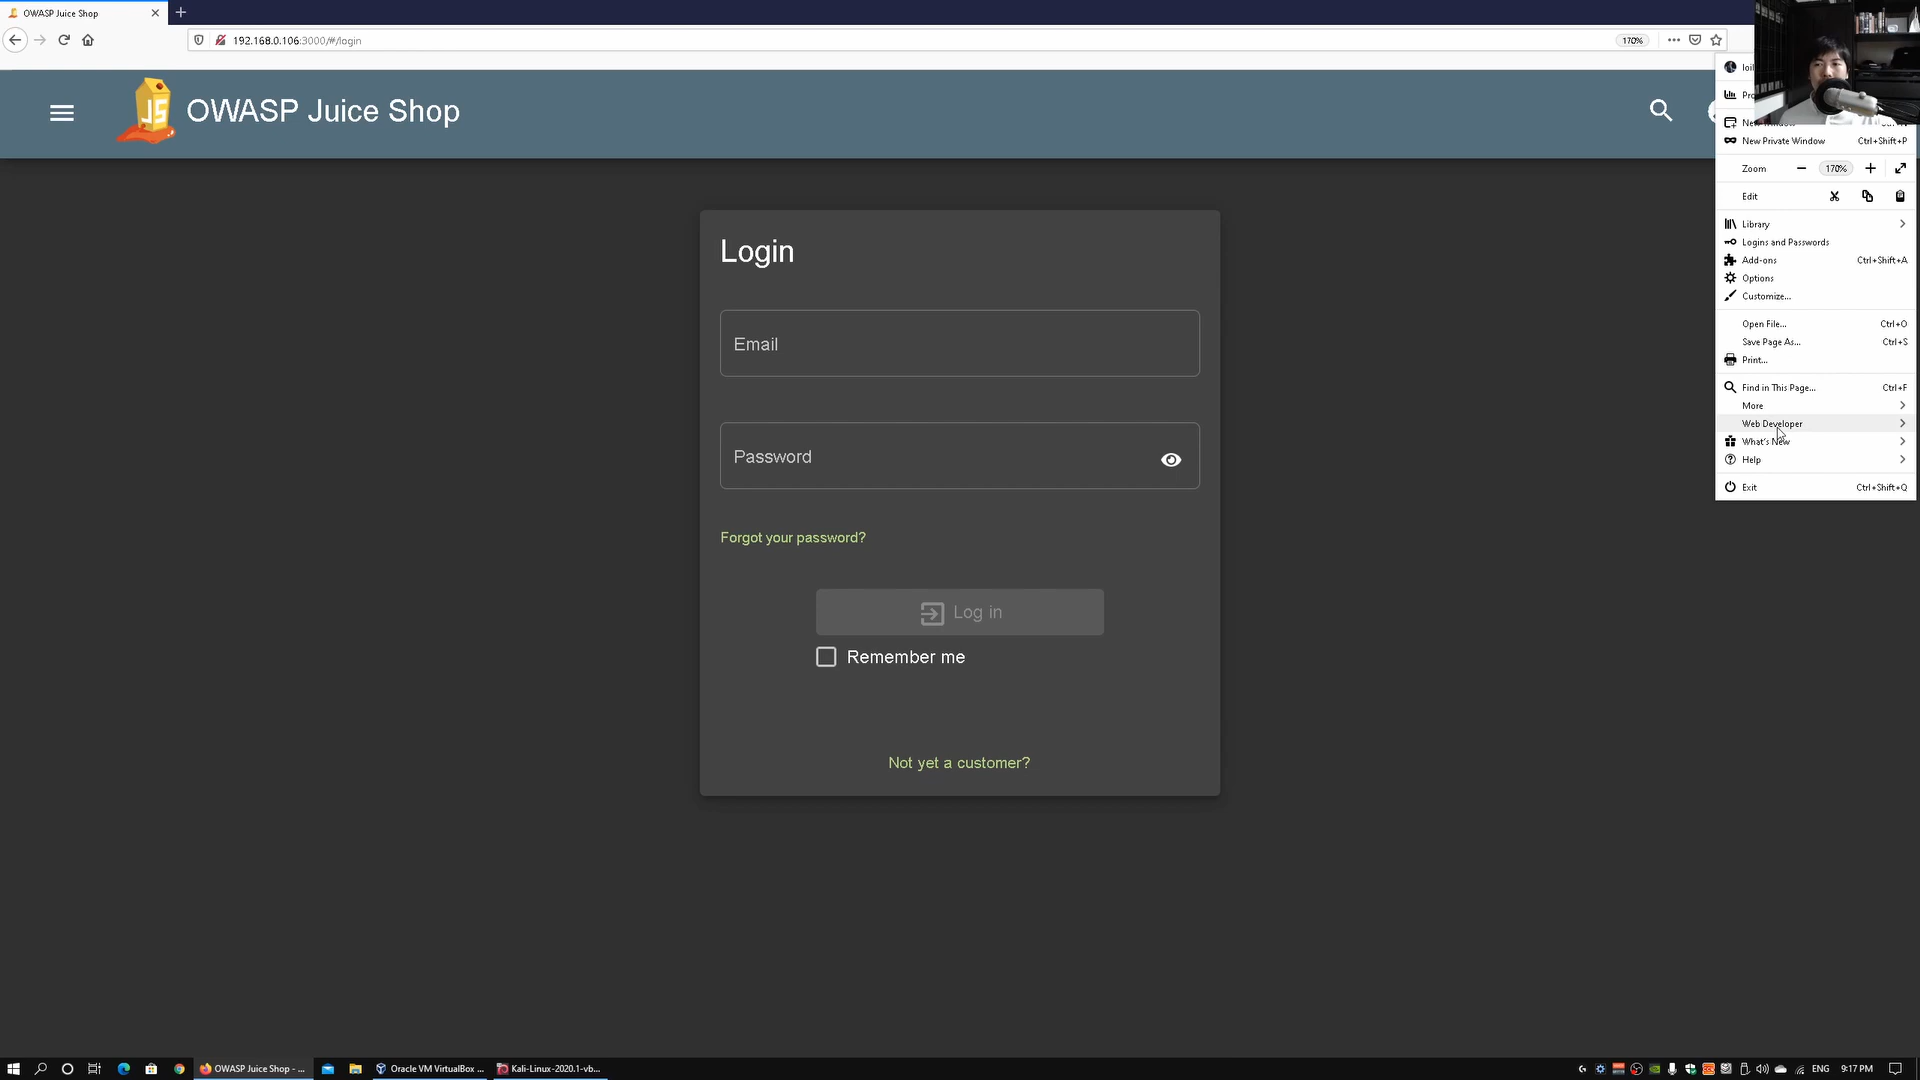 OWASP Juice Shop
192.168.0.106:3000/#/login
170%
JS
OWASP Juice Shop
Login
Email
Password
Forgot your password?
Log in
Remember me
Not yet a customer?
New Private Window Ctrl+Shift+P
Zoom 170%
Edit
Library
Logins and Passwords
Add-ons Ctrl+Shift+A
Options
Customize...
Open File... Ctrl+O
Save Page As... Ctrl+S
Print...
Find in This Page... Ctrl+F
More
Web Developer
What's New
Help
Exit Ctrl+Shift+Q
OWASP Juice Shop - ...
Oracle VM VirtualBox ...
Kali-Linux-2020.1-vb...
ENG
9:17 PM